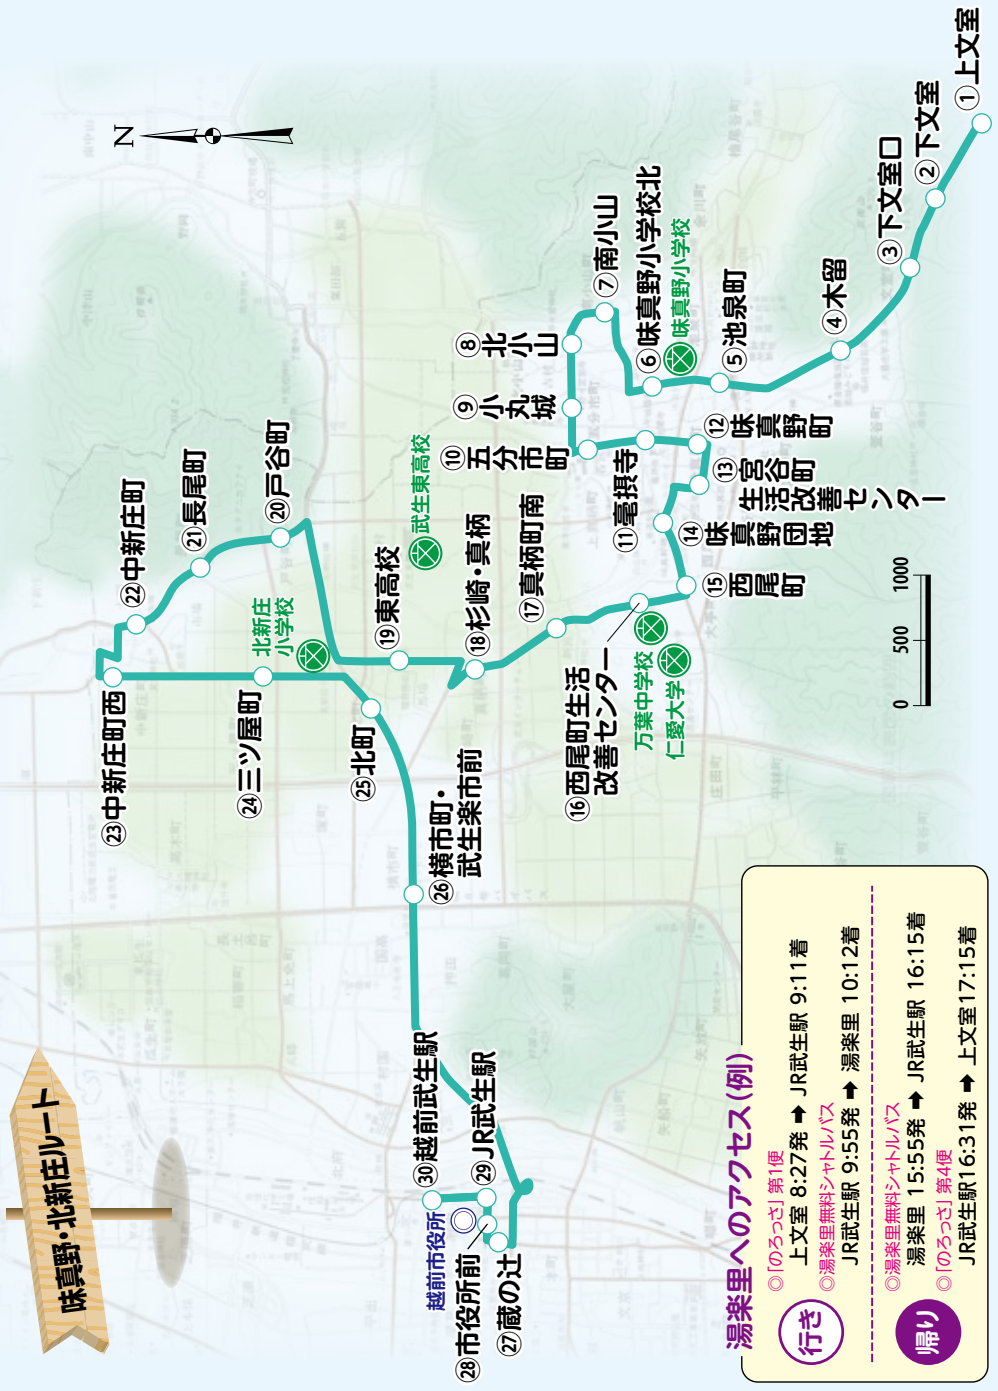 味真野・北新庄ルート
N
①上文室
②下文室
③下文室口
④木留
⑤池泉町
⑥味真野小学校北
味真野小学校
⑦南小山
⑧北小山
⑨小丸城
⑩五分市町
⑪毫摂寺
⑫味真野町
⑬宮谷町
生活改善センター
⑭味真野団地
⑮西尾町
⑯西尾町生活
改善センター
万葉中学校
仁愛大学
⑰真柄町南
⑱杉崎・真柄
⑲東高校
武生東高校
⑳戸谷町
㉑長尾町
㉒中新庄町
㉓中新庄町西
北新庄
小学校
㉔三ツ屋町
㉕北町
㉖横市町・
武生楽市前
㉗蔵の辻
㉘市役所前
越前市役所
㉙JR武生駅
㉚越前武生駅
0 500 1000
湯楽里へのアクセス(例)
行き
◎「のろっさ」第1便
上文室 8:27発 ➡ JR武生駅 9:11着
◎湯楽里無料シャトルバス
JR武生駅 9:55発 ➡ 湯楽里 10:12着
帰り
◎湯楽里無料シャトルバス
湯楽里 15:55発 ➡ JR武生駅 16:15着
◎「のろっさ」第4便
JR武生駅16:31発 ➡ 上文室17:15着